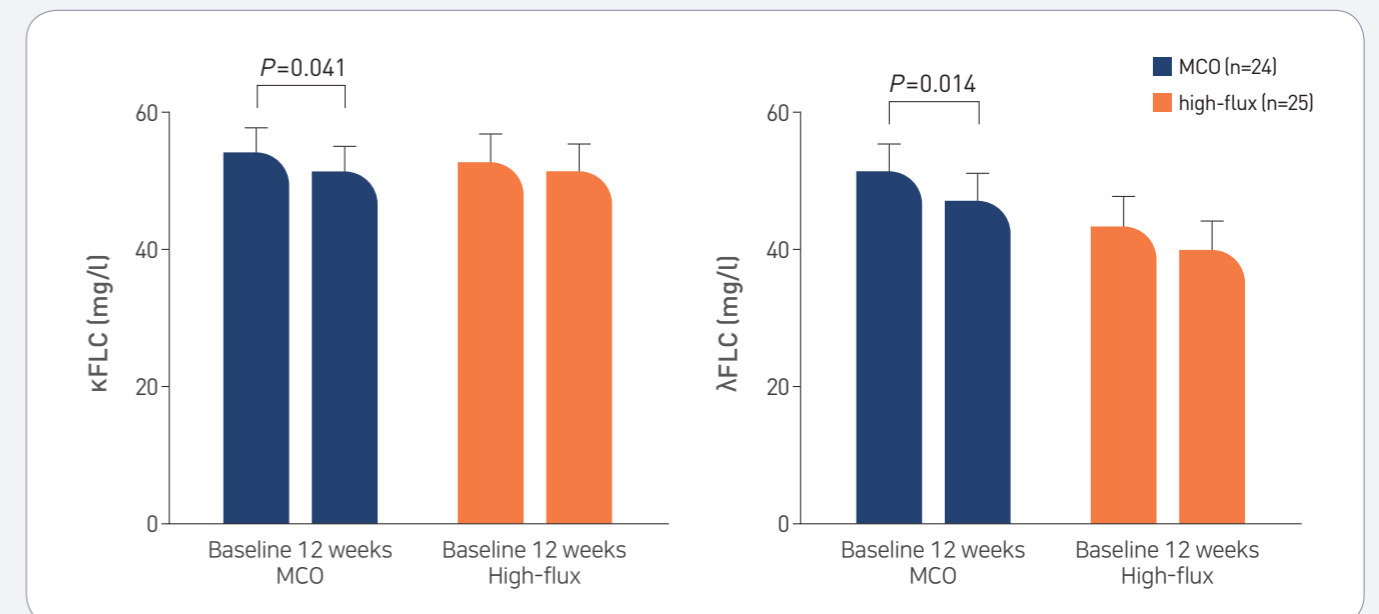 P=0.041
60
40
20
0
κFLC (mg/l)
Baseline 12 weeks
MCO
Baseline 12 weeks
High-flux
MCO (n=24)
high-flux (n=25)
P=0.014
60
40
20
0
λFLC (mg/l)
Baseline 12 weeks
MCO
Baseline 12 weeks
High-flux